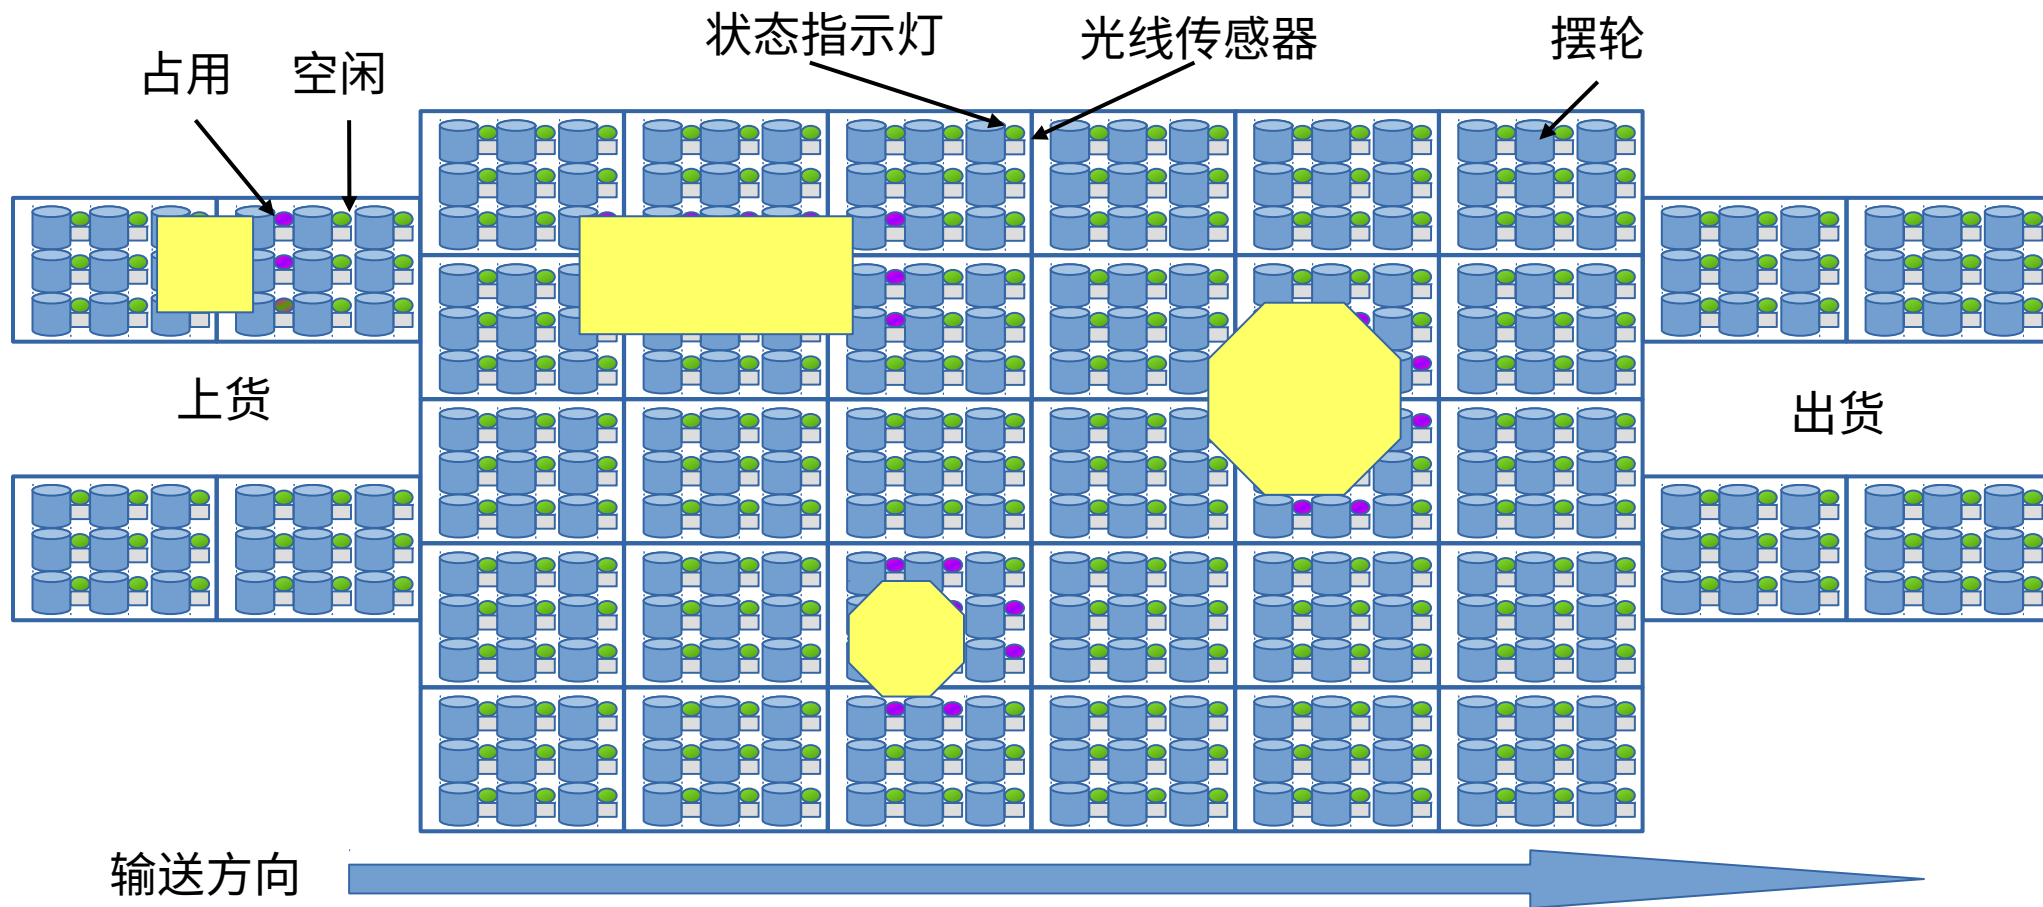 状态指示灯
光线传感器
摆轮
占用
空闲
上货
出货
输送方向